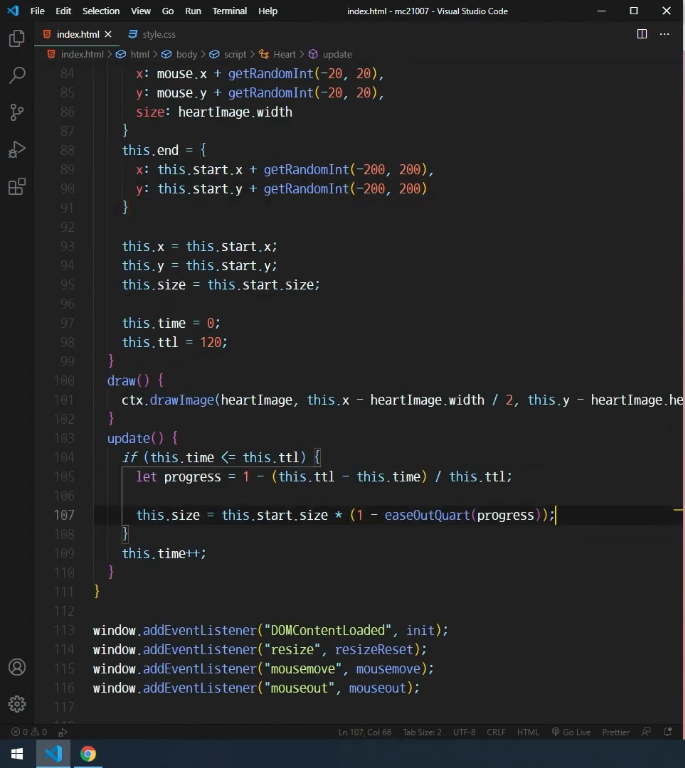 File Edit Selection View Go Run Terminal Help index.html - mc21007 - Visual Studio Code
index.html style.css
index.html > html > body > script > Heart > update
84 x: mouse.x + getRandomInt(-20, 20),
85 y: mouse.y + getRandomInt(-20, 20),
86 size: heartImage.width
87 }
88 this.end = {
89 x: this.start.x + getRandomInt(-200, 200),
90 y: this.start.y + getRandomInt(-200, 200)
91 }
92
93 this.x = this.start.x;
94 this.y = this.start.y;
95 this.size = this.start.size;
96
97 this.time = 0;
98 this.ttl = 120;
99 }
100 draw() {
101 ctx.drawImage(heartImage, this.x - heartImage.width / 2, this.y - heartImage.he
102 }
103 update() {
104 if (this.time <= this.ttl) {
105 let progress = 1 - (this.ttl - this.time) / this.ttl;
106
107 this.size = this.start.size * (1 - easeOutQuart(progress));
108 }
109 this.time++;
110 }
111 }
112
113 window.addEventListener("DOMContentLoaded", init);
114 window.addEventListener("resize", resizeReset);
115 window.addEventListener("mousemove", mousemove);
116 window.addEventListener("mouseout", mouseout);
117
118
0 0 Ln 107, Col 66 Tab Size: 2 UTF-8 CRLF HTML Go Live Prettier